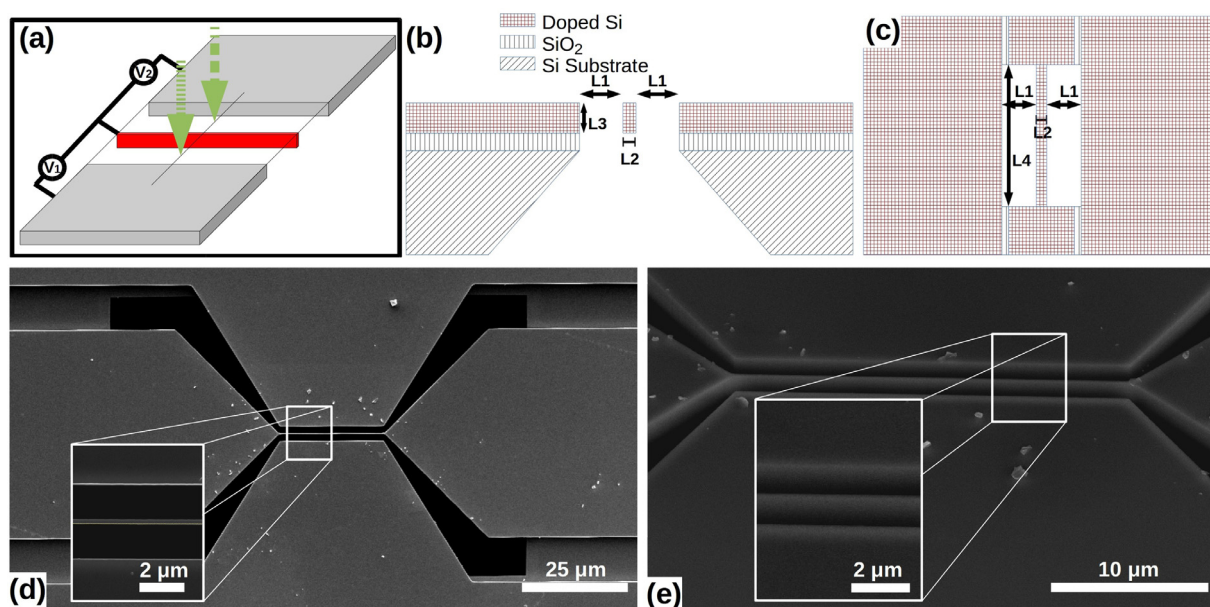 (a)
V2
V1
(b)
Doped Si
SiO2
Si Substrate
L1
L1
L3
L2
(c)
L1
L1
L2
L4
(d)
2 μm
25 μm
(e)
2 μm
10 μm